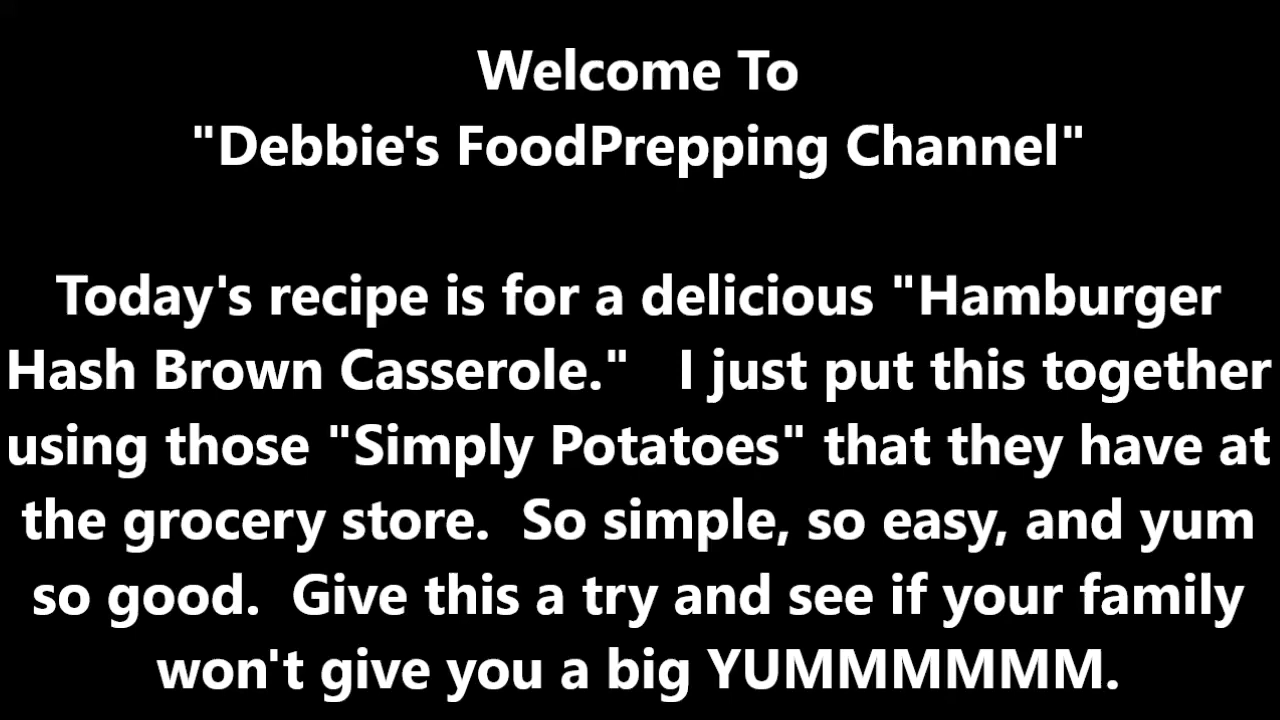 Welcome To
"Debbie's FoodPrepping Channel"
Today's recipe is for a delicious "Hamburger
Hash Brown Casserole."   I just put this together
using those "Simply Potatoes" that they have at
the grocery store.  So simple, so easy, and yum
so good.  Give this a try and see if your family
won't give you a big YUMMMMMM.